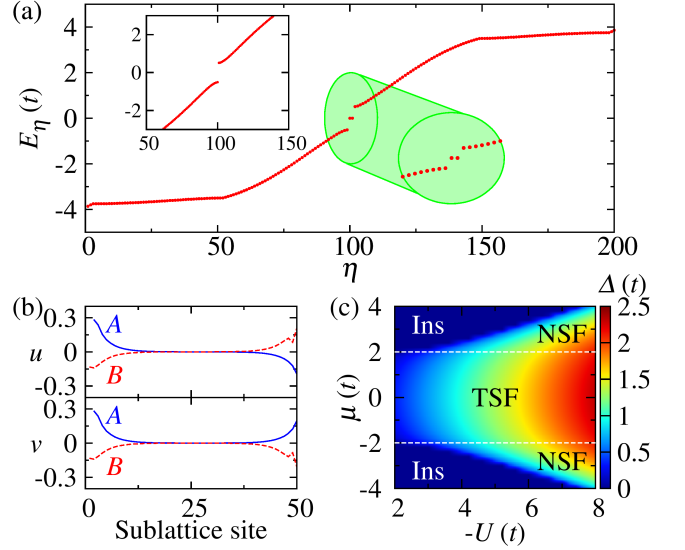 (a)
E_η (t)
4
2
0
-2
-4
2
0
-2
50
100
150
0
50
100
150
200
η
(b)
0.3
0
-0.3
u
A
B
0.3
0
-0.3
v
A
B
0
25
50
Sublattice site
(c)
Δ (t)
4
2
0
-2
-4
μ (t)
Ins
NSF
TSF
Ins
NSF
2
4
6
8
-U (t)
2.5
2
1.5
1
0.5
0